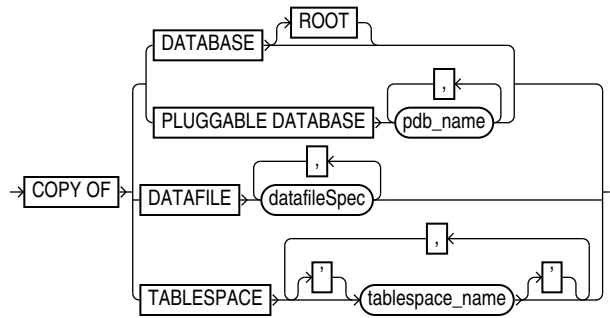 ROOT
DATABASE
,
PLUGGABLE DATABASE pdb_name
,
COPY OF DATAFILE datafileSpec
,
' '
TABLESPACE tablespace_name